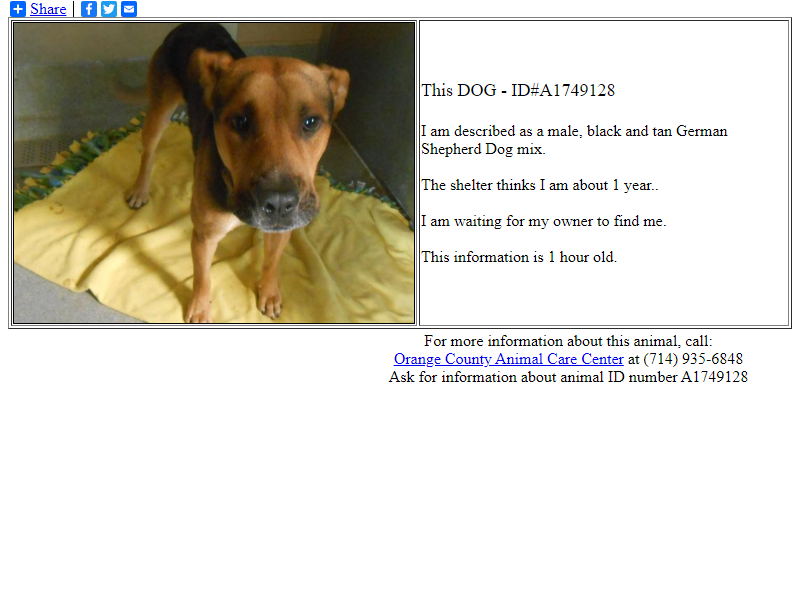 Share
This DOG - ID#A1749128
I am described as a male, black and tan German
Shepherd Dog mix.
The shelter thinks I am about 1 year..
I am waiting for my owner to find me.
This information is 1 hour old.
For more information about this animal, call:
Orange County Animal Care Center at (714) 935-6848
Ask for information about animal ID number A1749128